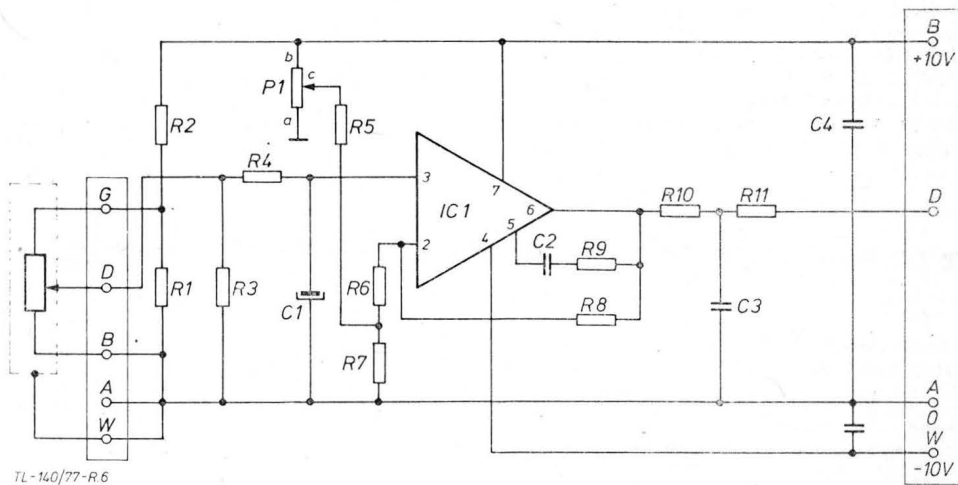 B
+10V
b
c
P1
a
R2
R5
C4
R4
G
3
7
IC1
6
R10
R11
D
D
5
C2
R9
4
2
R1
R3
C1
R6
R8
C3
B
R7
A
A
0
W
W
-10V
TL-140/77-R.6